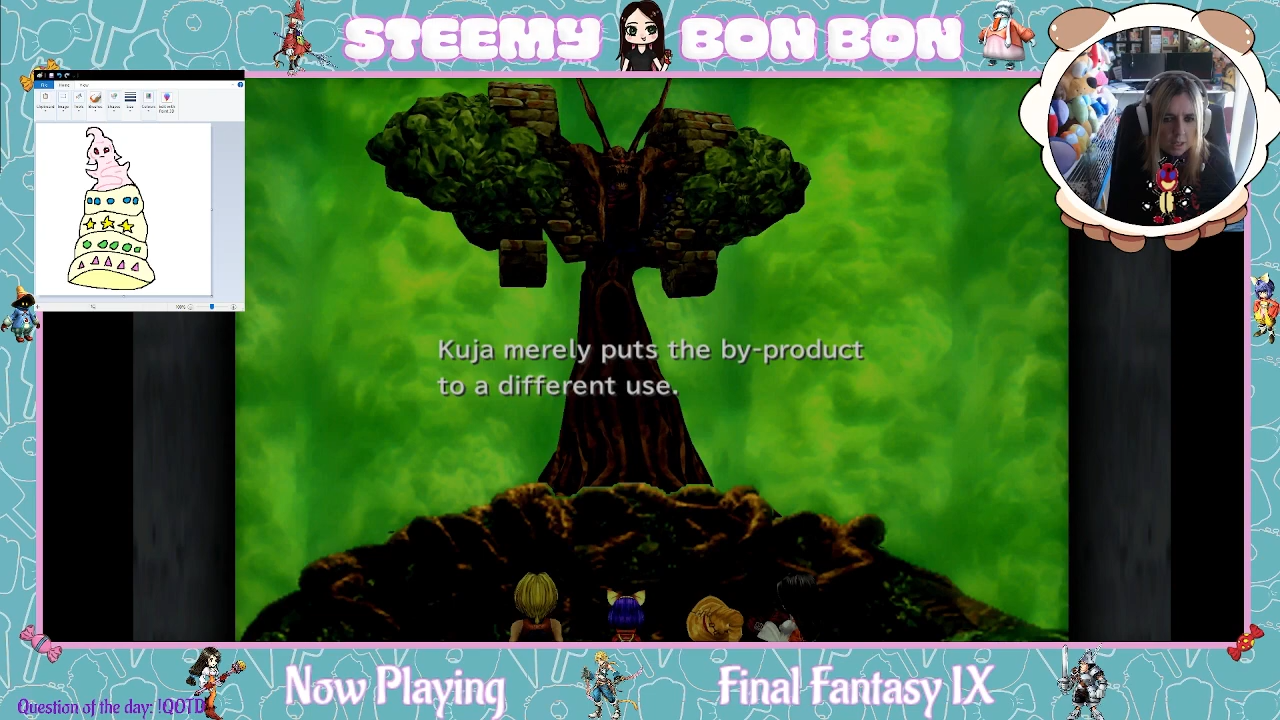 STEEMY BON BON
Kuja merely puts the by-product
to a different use.
Now Playing
Final Fantasy IX
Question of the day: !QOTD